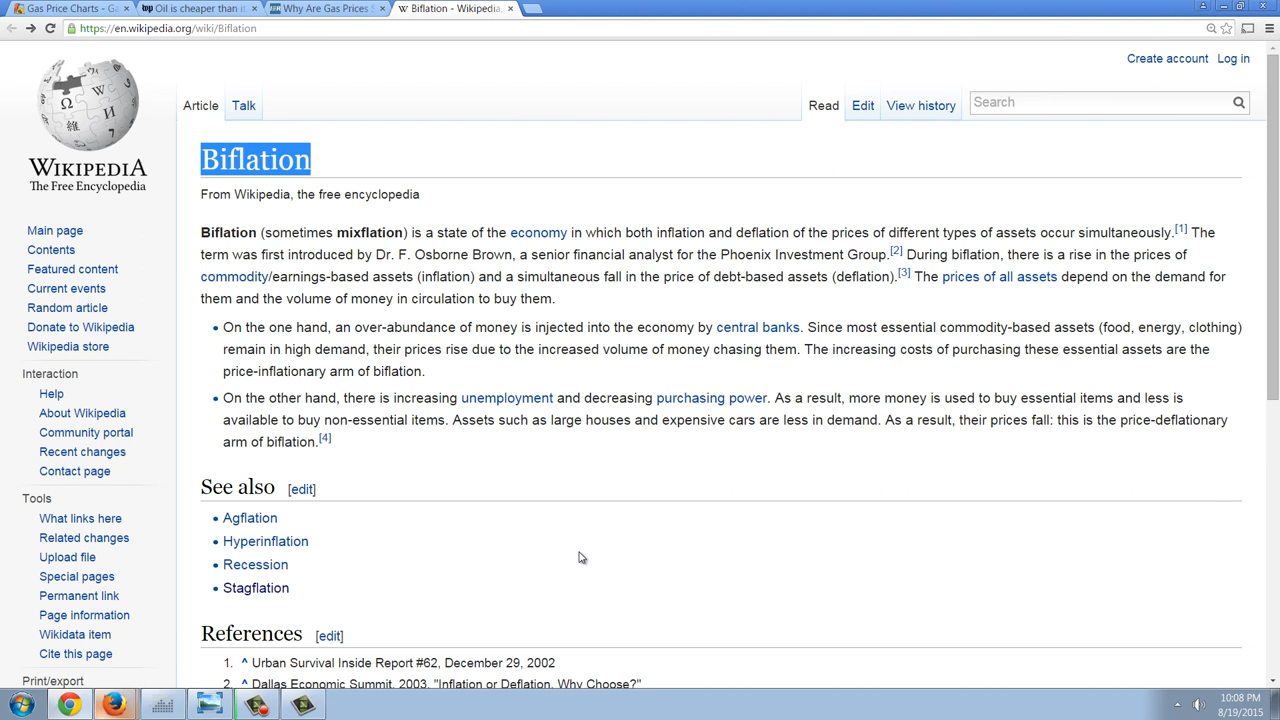 Gas Price Charts - G
Oil is cheaper than it
Why Are Gas Prices S
W Biflation - Wikipedia,
https://en.wikipedia.org/wiki/Biflation
Create account Log in
Article Talk
Read Edit View history
Search
WIKIPEDIA
The Free Encyclopedia
Main page
Contents
Featured content
Current events
Random article
Donate to Wikipedia
Wikipedia store
Interaction
Help
About Wikipedia
Community portal
Recent changes
Contact page
Tools
What links here
Related changes
Upload file
Special pages
Permanent link
Page information
Wikidata item
Cite this page
Print/export
Biflation
From Wikipedia, the free encyclopedia
Biflation (sometimes mixflation) is a state of the economy in which both inflation and deflation of the prices of different types of assets occur simultaneously.[1] The
term was first introduced by Dr. F. Osborne Brown, a senior financial analyst for the Phoenix Investment Group.[2] During biflation, there is a rise in the prices of
commodity/earnings-based assets (inflation) and a simultaneous fall in the price of debt-based assets (deflation).[3] The prices of all assets depend on the demand for
them and the volume of money in circulation to buy them.
• On the one hand, an over-abundance of money is injected into the economy by central banks. Since most essential commodity-based assets (food, energy, clothing)
remain in high demand, their prices rise due to the increased volume of money chasing them. The increasing costs of purchasing these essential assets are the
price-inflationary arm of biflation.
• On the other hand, there is increasing unemployment and decreasing purchasing power. As a result, more money is used to buy essential items and less is
available to buy non-essential items. Assets such as large houses and expensive cars are less in demand. As a result, their prices fall: this is the price-deflationary
arm of biflation.[4]
See also [edit]
• Agflation
• Hyperinflation
• Recession
• Stagflation
References [edit]
1. ^ Urban Survival Inside Report #62, December 29, 2002
2. ^ Dallas Economic Summit, 2003, "Inflation or Deflation, Why Choose?"
10:08 PM
8/19/2015